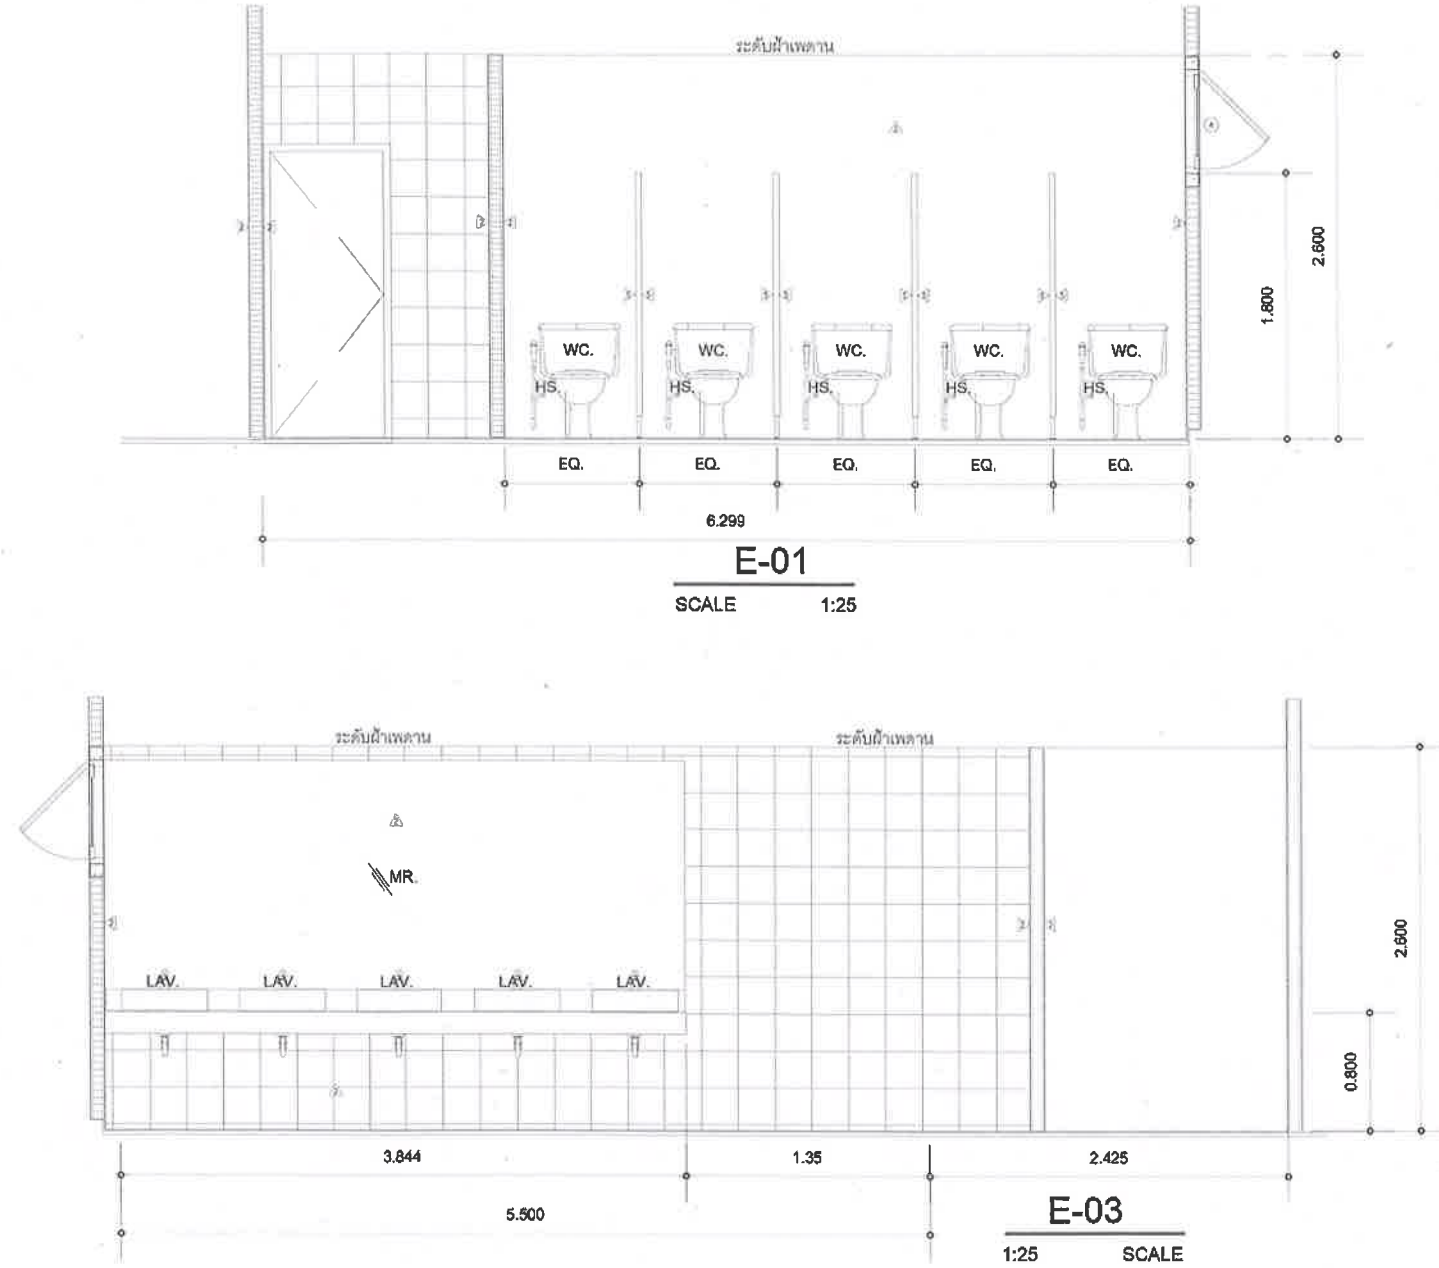 ระดับฝ้าเพดาน
2.600
1.800
WC. WC. WC. WC. WC.
HS. HS. HS. HS. HS.
EQ. EQ. EQ. EQ. EQ.
6.299
E-01
SCALE 1:25
ระดับฝ้าเพดาน ระดับฝ้าเพดาน
MR.
2.600
LAV. LAV. LAV. LAV. LAV.
0.800
3.844 1.35 2.425
5.500
E-03
1:25 SCALE